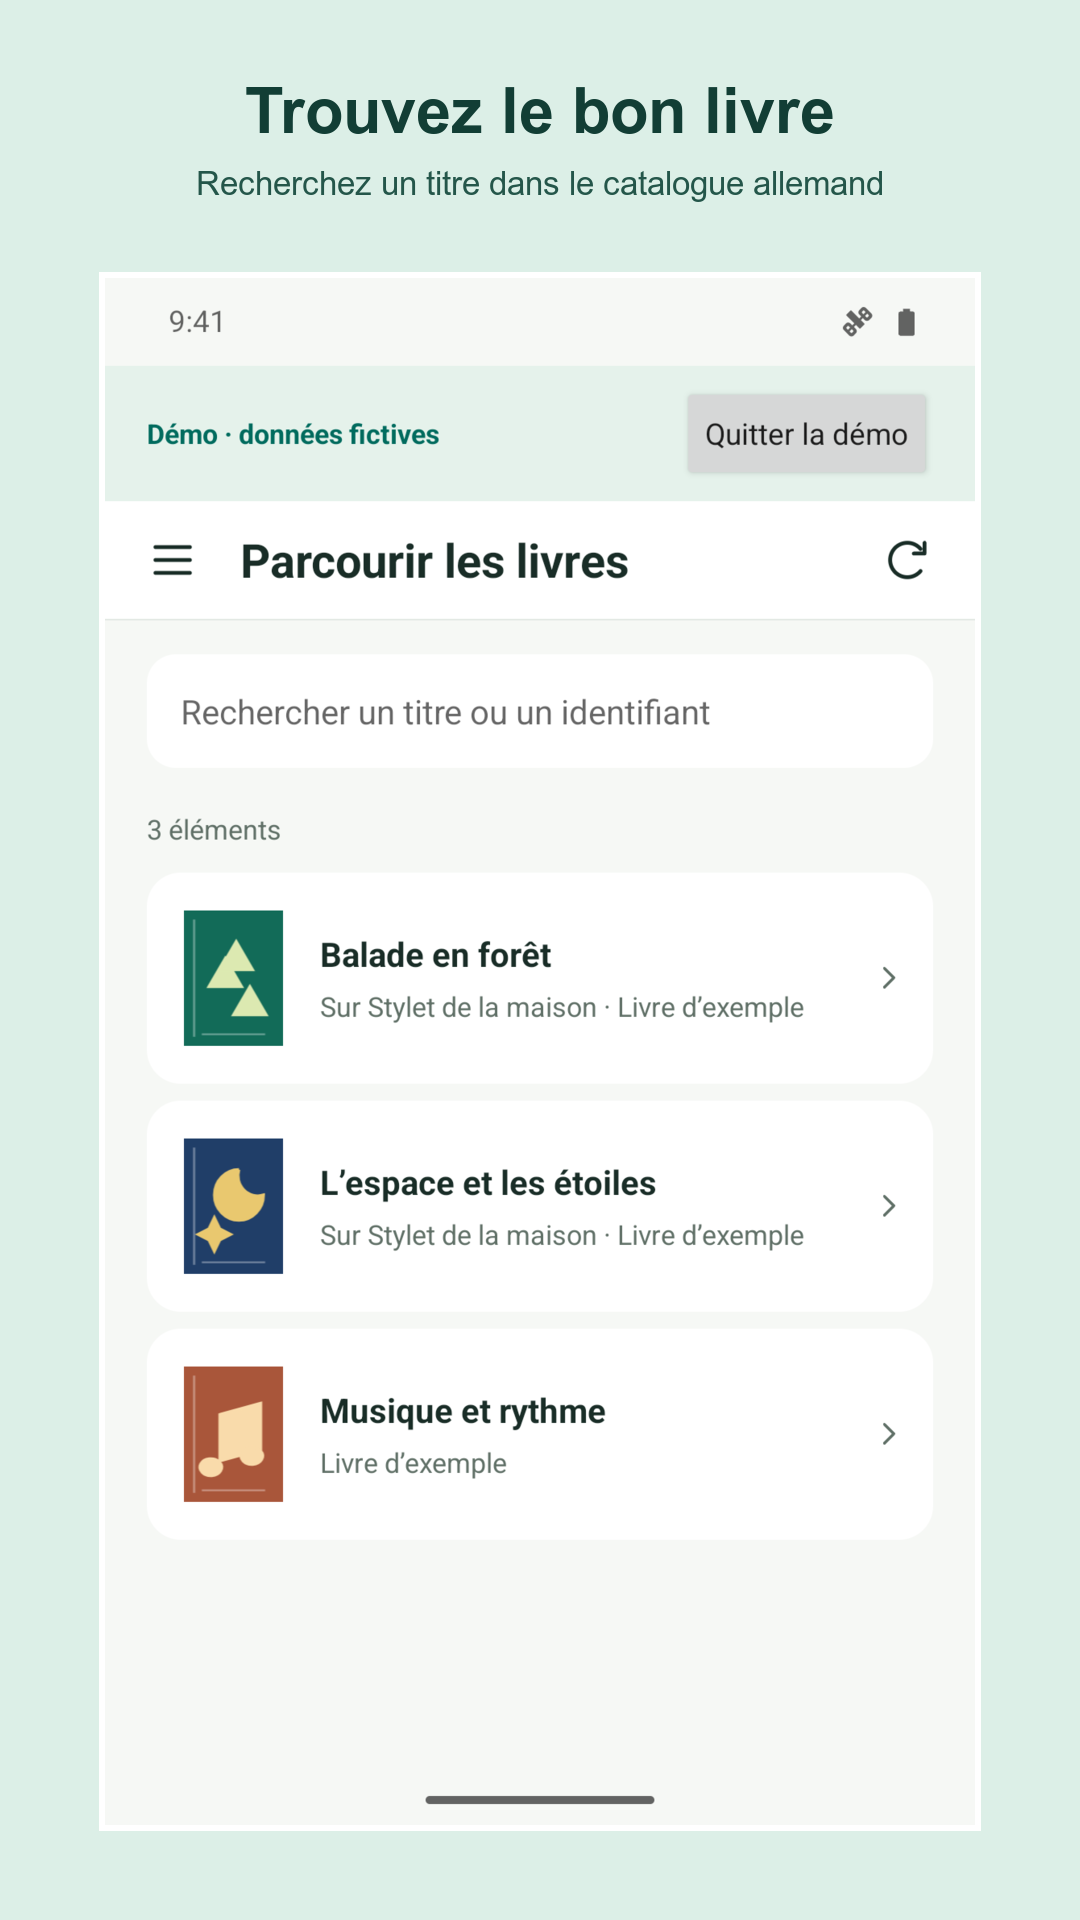 Trouvez le bon livre
Recherchez un titre dans le catalogue allemand
9:41
Démo · données fictives
Quitter la démo
Parcourir les livres
Rechercher un titre ou un identifiant
3 éléments
Balade en forêt
Sur Stylet de la maison · Livre d’exemple
L’espace et les étoiles
Sur Stylet de la maison · Livre d’exemple
Musique et rythme
Livre d’exemple